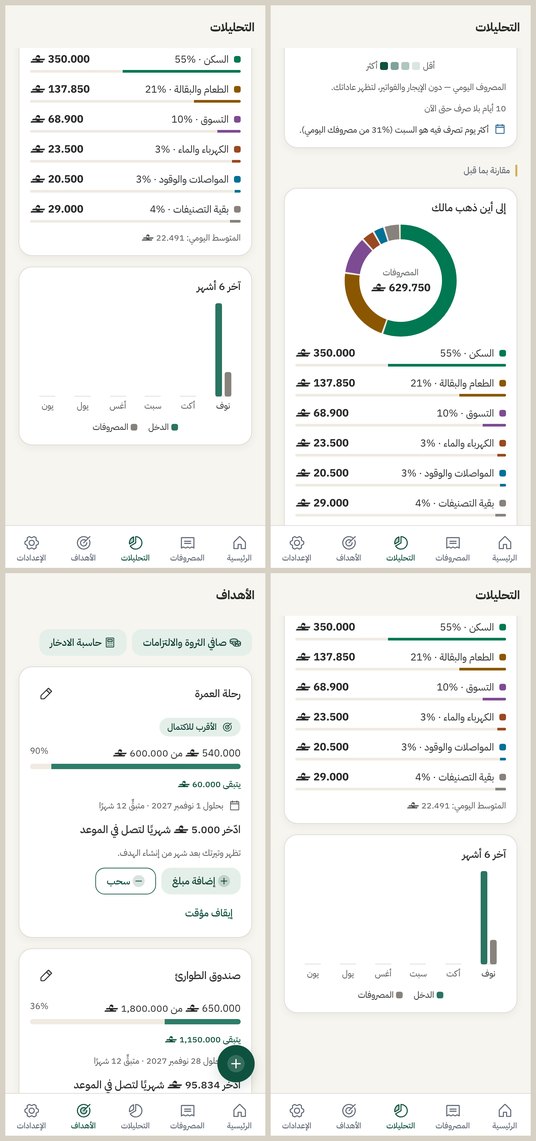 التحليلات
أقل أكثر
المصروف اليومي — دون الإيجار والفواتير، لتظهر عاداتك.
10 أيام بلا صرف حتى الآن
أكثر يوم تصرف فيه هو السبت (31% من مصروفك اليومي).
مقارنة بما قبل
إلى أين ذهب مالك
المصروفات
629.750
السكن · 55% 350.000
الطعام والبقالة · 21% 137.850
التسوق · 10% 68.900
الكهرباء والماء · 3% 23.500
المواصلات والوقود · 3% 20.500
بقية التصنيفات · 4% 29.000
الرئيسية المصروفات التحليلات الأهداف الإعدادات
التحليلات
السكن · 55% 350.000
الطعام والبقالة · 21% 137.850
التسوق · 10% 68.900
الكهرباء والماء · 3% 23.500
المواصلات والوقود · 3% 20.500
بقية التصنيفات · 4% 29.000
المتوسط اليومي: 22.491
آخر 6 أشهر
نوف أكت سبت أغس يول يون
الدخل المصروفات
الرئيسية المصروفات التحليلات الأهداف الإعدادات
التحليلات
السكن · 55% 350.000
الطعام والبقالة · 21% 137.850
التسوق · 10% 68.900
الكهرباء والماء · 3% 23.500
المواصلات والوقود · 3% 20.500
بقية التصنيفات · 4% 29.000
المتوسط اليومي: 22.491
آخر 6 أشهر
نوف أكت سبت أغس يول يون
الدخل المصروفات
الرئيسية المصروفات التحليلات الأهداف الإعدادات
الأهداف
صافي الثروة والالتزامات حاسبة الادخار
رحلة العمرة
الأقرب للاكتمال
540.000 من 600.000 90%
يتبقى 60.000
بحلول 1 نوفمبر 2027 · متبقٍّ 12 شهرًا
ادّخر 5.000 شهريًا لتصل في الموعد
تظهر وتيرتك بعد شهر من إنشاء الهدف.
إضافة مبلغ سحب
إيقاف مؤقت
صندوق الطوارئ
650.000 من 1,800.000 36%
يتبقى 1,150.000
28 نوفمبر 2027 · متبقٍّ 12 شهرًا
ادّخر 95.834 شهريًا لتصل في الموعد
الرئيسية المصروفات التحليلات الأهداف الإعدادات